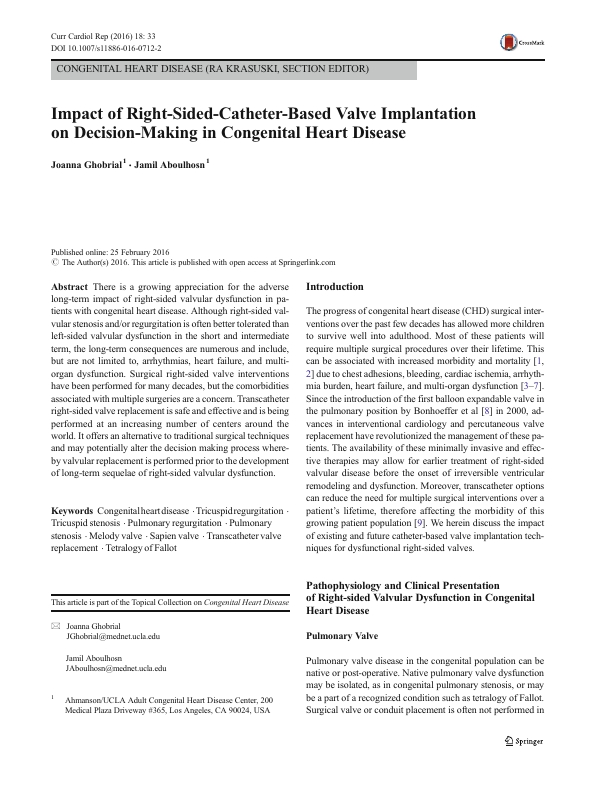 Curr Cardiol Rep (2016) 18: 33
DOI 10.1007/s11886-016-0712-2
CrossMark
CONGENITAL HEART DISEASE (RA KRASUSKI, SECTION EDITOR)
Impact of Right-Sided-Catheter-Based Valve Implantation
on Decision-Making in Congenital Heart Disease
Joanna Ghobrial1 · Jamil Aboulhosn1
Published online: 25 February 2016
© The Author(s) 2016. This article is published with open access at Springerlink.com
Abstract There is a growing appreciation for the adverse
long-term impact of right-sided valvular dysfunction in pa-
tients with congenital heart disease. Although right-sided val-
vular stenosis and/or regurgitation is often better tolerated than
left-sided valvular dysfunction in the short and intermediate
term, the long-term consequences are numerous and include,
but are not limited to, arrhythmias, heart failure, and multi-
organ dysfunction. Surgical right-sided valve interventions
have been performed for many decades, but the comorbidities
associated with multiple surgeries are a concern. Transcatheter
right-sided valve replacement is safe and effective and is being
performed at an increasing number of centers around the
world. It offers an alternative to traditional surgical techniques
and may potentially alter the decision making process where-
by valvular replacement is performed prior to the development
of long-term sequelae of right-sided valvular dysfunction.
Keywords Congenital heart disease · Tricuspid regurgitation ·
Tricuspid stenosis · Pulmonary regurgitation · Pulmonary
stenosis · Melody valve · Sapien valve · Transcatheter valve
replacement · Tetralogy of Fallot
This article is part of the Topical Collection on Congenital Heart Disease
Joanna Ghobrial
JGhobrial@mednet.ucla.edu
Jamil Aboulhosn
JAboulhosn@mednet.ucla.edu
1 Ahmanson/UCLA Adult Congenital Heart Disease Center, 200
Medical Plaza Driveway #365, Los Angeles, CA 90024, USA
Introduction
The progress of congenital heart disease (CHD) surgical inter-
ventions over the past few decades has allowed more children
to survive well into adulthood. Most of these patients will
require multiple surgical procedures over their lifetime. This
can be associated with increased morbidity and mortality [1,
2] due to chest adhesions, bleeding, cardiac ischemia, arrhyth-
mia burden, heart failure, and multi-organ dysfunction [3–7].
Since the introduction of the first balloon expandable valve in
the pulmonary position by Bonhoeffer et al [8] in 2000, ad-
vances in interventional cardiology and percutaneous valve
replacement have revolutionized the management of these pa-
tients. The availability of these minimally invasive and effec-
tive therapies may allow for earlier treatment of right-sided
valvular disease before the onset of irreversible ventricular
remodeling and dysfunction. Moreover, transcatheter options
can reduce the need for multiple surgical interventions over a
patient's lifetime, therefore affecting the morbidity of this
growing patient population [9]. We herein discuss the impact
of existing and future catheter-based valve implantation tech-
niques for dysfunctional right-sided valves.
Pathophysiology and Clinical Presentation
of Right-sided Valvular Dysfunction in Congenital
Heart Disease
Pulmonary Valve
Pulmonary valve disease in the congenital population can be
native or post-operative. Native pulmonary valve dysfunction
may be isolated, as in congenital pulmonary stenosis, or may
be a part of a recognized condition such as tetralogy of Fallot.
Surgical valve or conduit placement is often not performed in
Springer